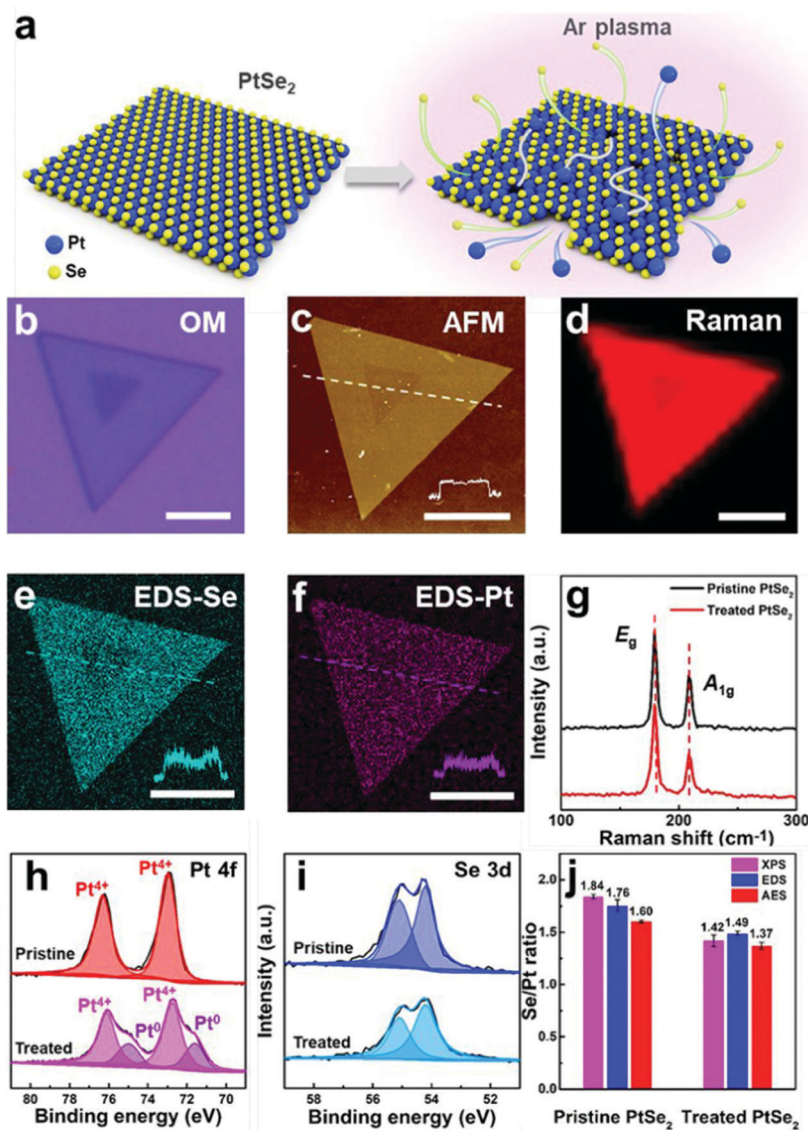 a
Ar plasma
PtSe₂
Pt
Se
b OM
c AFM
d Raman
e EDS-Se
f EDS-Pt
g
Pristine PtSe₂
Treated PtSe₂
E_g
A_1g
Intensity (a.u.)
100 200 300
Raman shift (cm⁻¹)
h Pt 4f
Pt⁴⁺ Pt⁴⁺
Pristine
Pt⁴⁺ Pt⁴⁺
Pt⁰ Pt⁰
Treated
80 78 76 74 72 70
Binding energy (eV)
i Se 3d
Intensity (a.u.)
Pristine
Treated
58 56 54 52
Binding energy (eV)
j
XPS
EDS
AES
1.84 1.76 1.60
1.42 1.49 1.37
Se/Pt ratio
2.0
1.5
1.0
0.5
0.0
Pristine PtSe₂ Treated PtSe₂